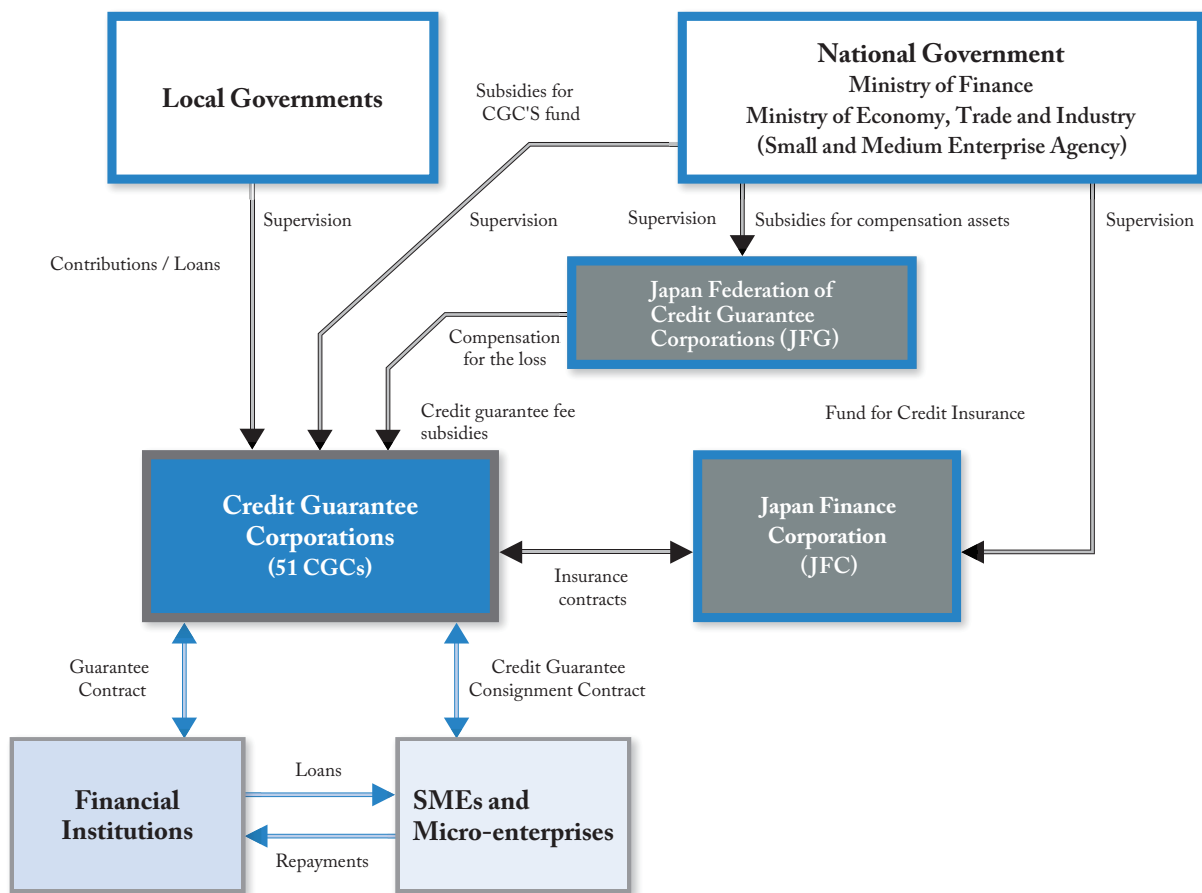 Local Governments
Subsidies for
CGC'S fund
National Government
Ministry of Finance
Ministry of Economy, Trade and Industry
(Small and Medium Enterprise Agency)
Supervision
Supervision
Supervision
Subsidies for compensation assets
Supervision
Contributions / Loans
Japan Federation of
Credit Guarantee
Corporations (JFG)
Compensation
for the loss
Credit guarantee fee
subsidies
Fund for Credit Insurance
Credit Guarantee
Corporations
(51 CGCs)
Insurance
contracts
Japan Finance
Corporation
(JFC)
Guarantee
Contract
Credit Guarantee
Consignment Contract
Financial
Institutions
Loans
Repayments
SMEs and
Micro-enterprises